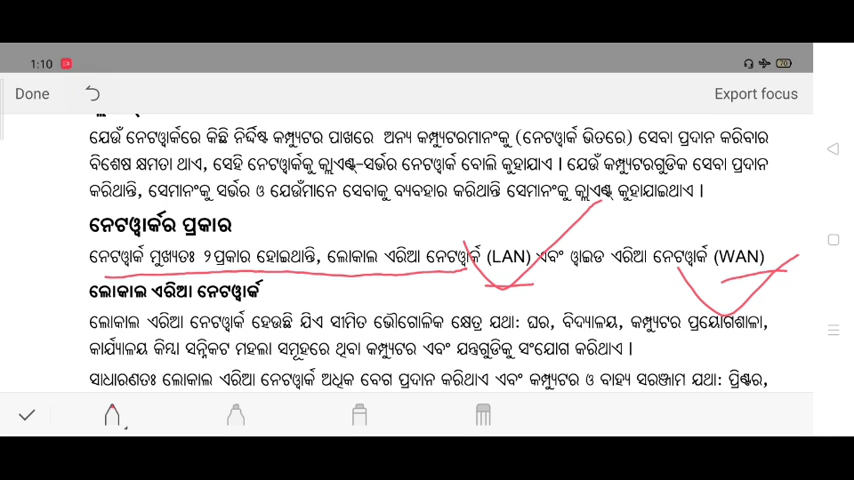 1:10
70
Done
Export focus
ଯେଉଁ ନେଟୱାର୍କରେ କିଛି ନିର୍ଦ୍ଦିଷ୍ଟ କମ୍ପ୍ୟୁଟର ପାଖରେ ଅନ୍ୟ କମ୍ପ୍ୟୁଟରମାନଂକୁ (ନେଟୱାର୍କ ଭିତରେ) ସେବା ପ୍ରଦାନ କରିବାର
ବିଶେଷ କ୍ଷମତା ଥାଏ, ସେହି ନେଟୱାର୍କକୁ କ୍ଲାଏଣ୍ଟ-ସର୍ଭର ନେଟୱାର୍କ ବୋଲି କୁହାଯାଏ । ଯେଉଁ କମ୍ପ୍ୟୁଟରଗୁଡିକ ସେବା ପ୍ରଦାନ
କରିଥାନ୍ତି, ସେମାନଂକୁ ସର୍ଭର ଓ ଯେଉଁମାନେ ସେବାକୁ ବ୍ୟବହାର କରିଥାନ୍ତି ସେମାନଂକୁ କ୍ଲାଏଣ୍ଟ୍ କୁହାଯାଇଥାଏ ।
ନେଟୱାର୍କର ପ୍ରକାର
ନେଟୱାର୍କ ମୁଖ୍ୟତଃ ୨ପ୍ରକାର ହୋଇଥାନ୍ତି, ଲୋକାଲ ଏରିଆ ନେଟୱାର୍କ (LAN) ଏବଂ ୱାଇଡ ଏରିଆ ନେଟୱାର୍କ (WAN)
ଲୋକାଲ ଏରିଆ ନେଟୱାର୍କ
ଲୋକାଲ ଏରିଆ ନେଟୱାର୍କ ହେଉଛି ଯିଏ ସୀମିତ ଭୌଗୋଳିକ କ୍ଷେତ୍ର ଯଥା: ଘର, ବିଦ୍ୟାଳୟ, କମ୍ପ୍ୟୁଟର ପ୍ରୟୋଗଶାଳା,
କାର୍ଯ୍ୟାଳୟ କିମ୍ବା ସନ୍ନିକଟ ମହଲା ସମୂହରେ ଥିବା କମ୍ପ୍ୟୁଟର ଏବଂ ଯନ୍ତ୍ରଗୁଡିକୁ ସଂଯୋଗ କରିଥାଏ ।
ସାଧାରଣତଃ ଲୋକାଲ ଏରିଆ ନେଟୱାର୍କ ଅଧିକ ବେଗ ପ୍ରଦାନ କରିଥାଏ ଏବଂ କମ୍ପ୍ୟୁଟର ଓ ବାହ୍ୟ ସରଞ୍ଜାମ ଯଥା: ପ୍ରିଣ୍ଟର,